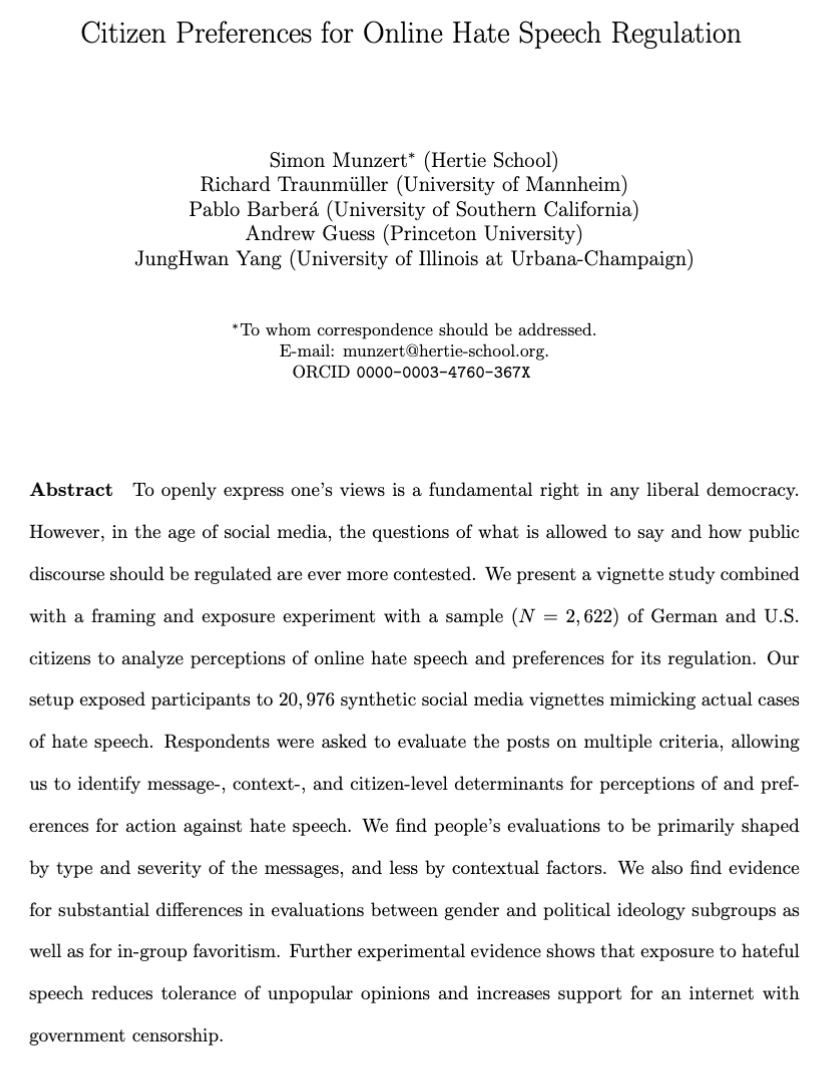 Citizen Preferences for Online Hate Speech Regulation
Simon Munzert* (Hertie School)
Richard Traunmüller (University of Mannheim)
Pablo Barberá (University of Southern California)
Andrew Guess (Princeton University)
JungHwan Yang (University of Illinois at Urbana-Champaign)
*To whom correspondence should be addressed.
E-mail: munzert@hertie-school.org.
ORCID 0000-0003-4760-367X
Abstract To openly express one's views is a fundamental right in any liberal democracy.
However, in the age of social media, the questions of what is allowed to say and how public
discourse should be regulated are ever more contested. We present a vignette study combined
with a framing and exposure experiment with a sample (N = 2,622) of German and U.S.
citizens to analyze perceptions of online hate speech and preferences for its regulation. Our
setup exposed participants to 20,976 synthetic social media vignettes mimicking actual cases
of hate speech. Respondents were asked to evaluate the posts on multiple criteria, allowing
us to identify message-, context-, and citizen-level determinants for perceptions of and pref-
erences for action against hate speech. We find people's evaluations to be primarily shaped
by type and severity of the messages, and less by contextual factors. We also find evidence
for substantial differences in evaluations between gender and political ideology subgroups as
well as for in-group favoritism. Further experimental evidence shows that exposure to hateful
speech reduces tolerance of unpopular opinions and increases support for an internet with
government censorship.